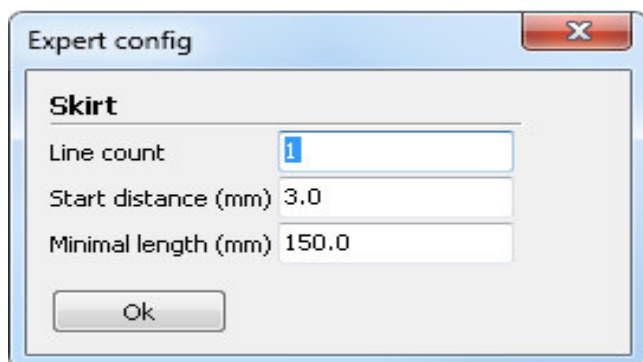 Expert config
Skirt
Line count 1
Start distance (mm) 3.0
Minimal length (mm) 150.0
Ok